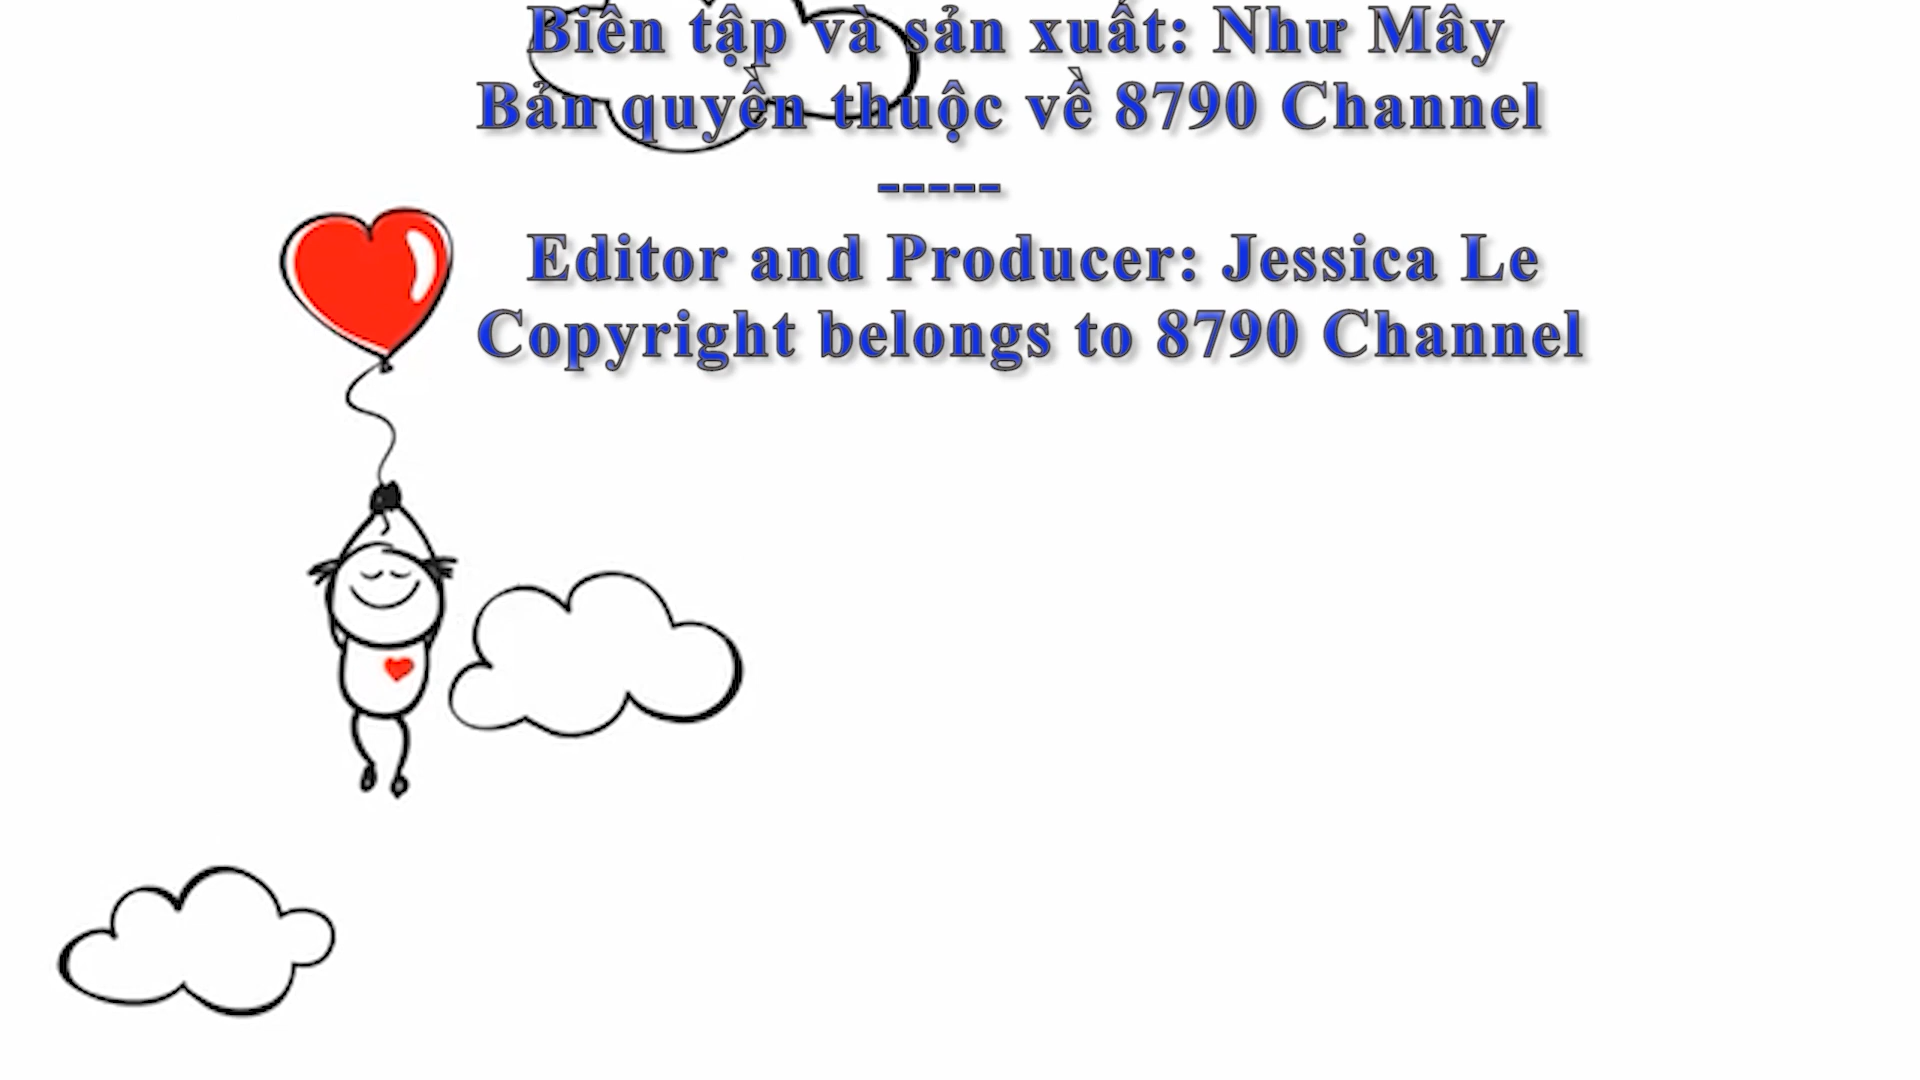 Biên tập và sản xuất: Như Mây
Bản quyền thuộc về 8790 Channel
-----
Editor and Producer: Jessica Le
Copyright belongs to 8790 Channel